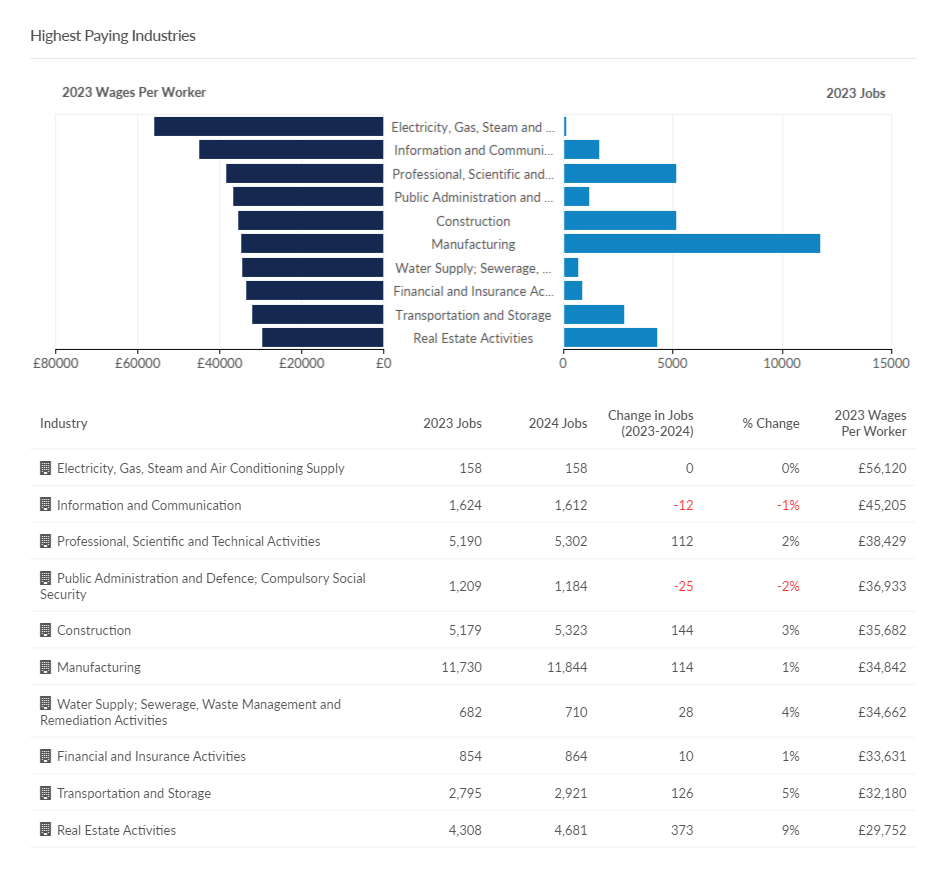 Highest Paying Industries
2023 Wages Per Worker
2023 Jobs
Electricity, Gas, Steam and ...
Information and Communi...
Professional, Scientific and...
Public Administration and ...
Construction
Manufacturing
Water Supply; Sewerage, ...
Financial and Insurance Ac...
Transportation and Storage
Real Estate Activities
£80000 £60000 £40000 £20000 £0 0 5000 10000 15000
Industry 2023 Jobs 2024 Jobs Change in Jobs (2023-2024) % Change 2023 Wages Per Worker
Electricity, Gas, Steam and Air Conditioning Supply 158 158 0 0% £56,120
Information and Communication 1,624 1,612 -12 -1% £45,205
Professional, Scientific and Technical Activities 5,190 5,302 112 2% £38,429
Public Administration and Defence; Compulsory Social
Security 1,209 1,184 -25 -2% £36,933
Construction 5,179 5,323 144 3% £35,682
Manufacturing 11,730 11,844 114 1% £34,842
Water Supply; Sewerage, Waste Management and
Remediation Activities 682 710 28 4% £34,662
Financial and Insurance Activities 854 864 10 1% £33,631
Transportation and Storage 2,795 2,921 126 5% £32,180
Real Estate Activities 4,308 4,681 373 9% £29,752